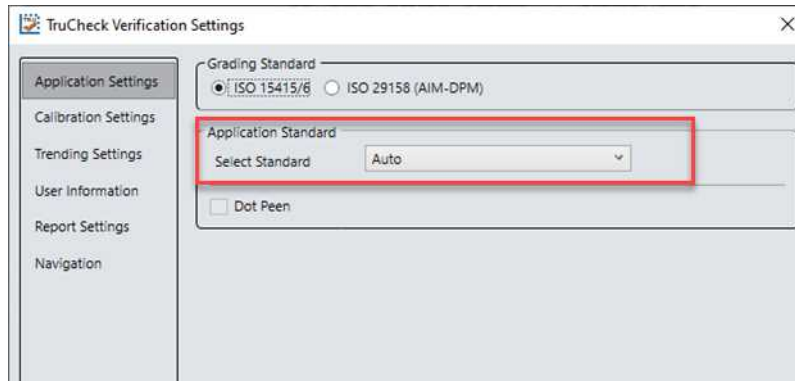 TruCheck Verification Settings
Application Settings
Calibration Settings
Trending Settings
User Information
Report Settings
Navigation
Grading Standard
ISO 15415/6 ISO 29158 (AIM-DPM)
Application Standard
Select Standard Auto
Dot Peen